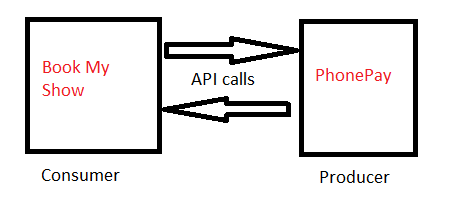 Book My
Show
API calls
PhonePay
Consumer
Producer